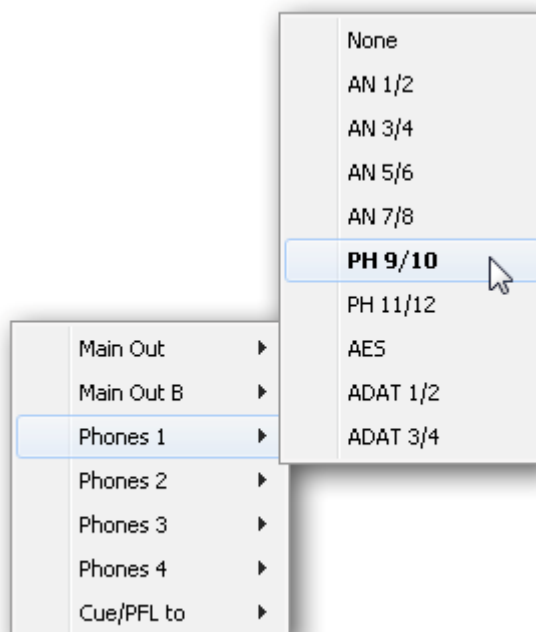 None
AN 1/2
AN 3/4
AN 5/6
AN 7/8
PH 9/10
PH 11/12
AES
ADAT 1/2
ADAT 3/4
Main Out
Main Out B
Phones 1
Phones 2
Phones 3
Phones 4
Cue/PFL to